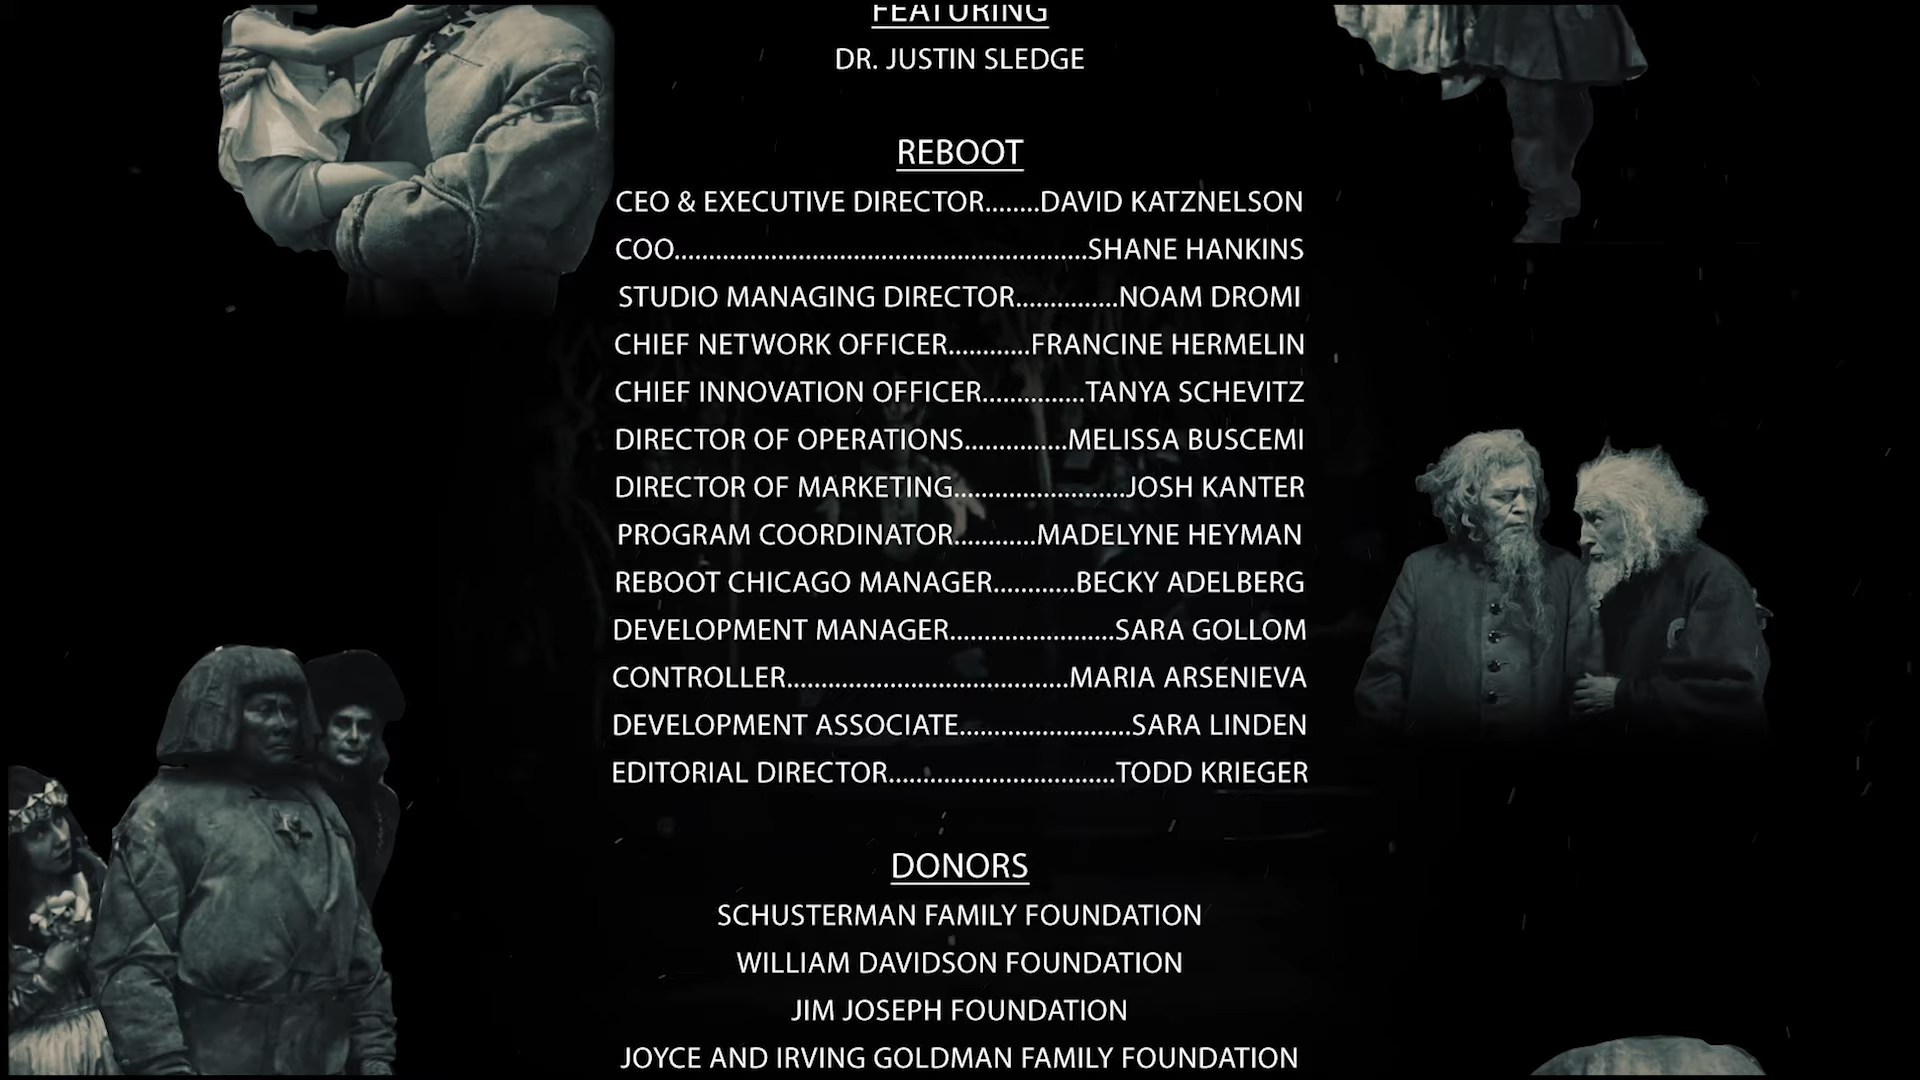 FEATURING
DR. JUSTIN SLEDGE
REBOOT
CEO & EXECUTIVE DIRECTOR........DAVID KATZNELSON
COO............................................................SHANE HANKINS
STUDIO MANAGING DIRECTOR...............NOAM DROMI
CHIEF NETWORK OFFICER............FRANCINE HERMELIN
CHIEF INNOVATION OFFICER...............TANYA SCHEVITZ
DIRECTOR OF OPERATIONS...............MELISSA BUSCEMI
DIRECTOR OF MARKETING.........................JOSH KANTER
PROGRAM COORDINATOR............MADELYNE HEYMAN
REBOOT CHICAGO MANAGER............BECKY ADELBERG
DEVELOPMENT MANAGER........................SARA GOLLOM
CONTROLLER.........................................MARIA ARSENIEVA
DEVELOPMENT ASSOCIATE.........................SARA LINDEN
EDITORIAL DIRECTOR.................................TODD KRIEGER
DONORS
SCHUSTERMAN FAMILY FOUNDATION
WILLIAM DAVIDSON FOUNDATION
JIM JOSEPH FOUNDATION
JOYCE AND IRVING GOLDMAN FAMILY FOUNDATION